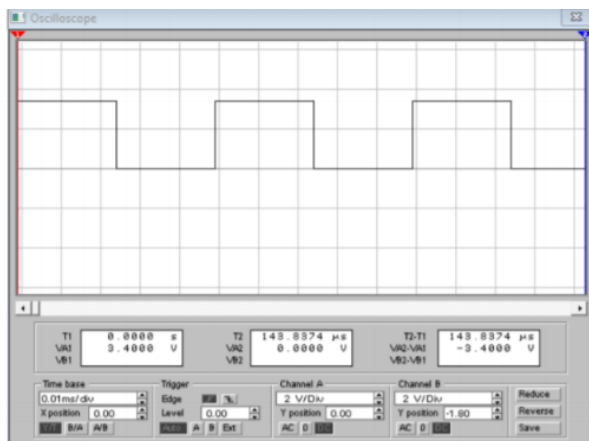 Oscilloscope
T1 0.0000 s
VA1 3.4000 V
VB1
T2 143.8374 µs
VA2 0.0000 V
VB2
T2-T1 143.8374 µs
VA2-VA1 -3.4000 V
VB2-VB1
Time base
0.01ms/div
X position 0.00
Y/T B/A A/B
Trigger
Edge
Level 0.00
Auto A B Ext
Channel A
2 V/Div
Y position 0.00
AC 0 DC
Channel B
2 V/Div
Y position -1.80
AC 0 DC
Reduce
Reverse
Save